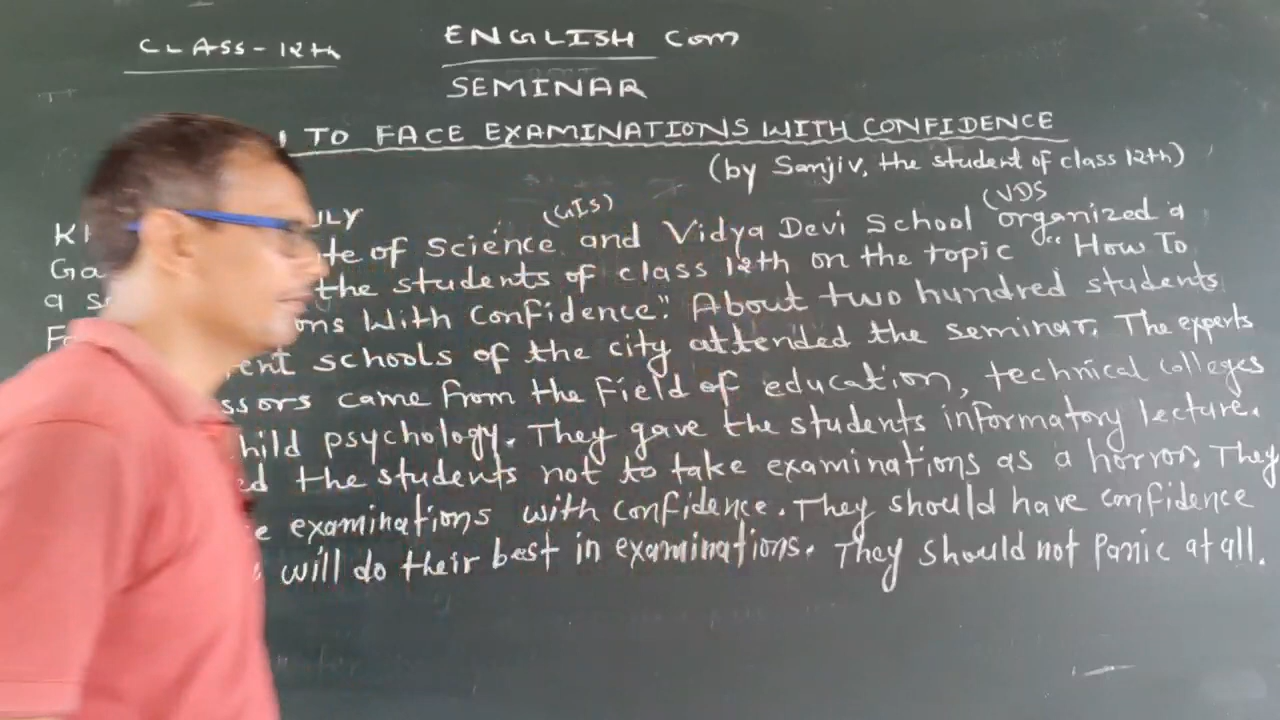 CLASS-12th
ENGLISH Com
SEMINAR
TO FACE EXAMINATIONS WITH CONFIDENCE
(by Sanjiv, the student of class 12th)
(GIS) (VDS
of Science and Vidya Devi School organized a
the students of class 12th on the topic "How To
With Confidence". About two hundred students
schools of the city attended the seminar. The experts
came from the field of education, technical colleges
psychology. They gave the students informatory lecture.
the students not to take examinations as a horror. They
examinations with confidence. They should have confidence
will do their best in examinations. They should not panic at all.